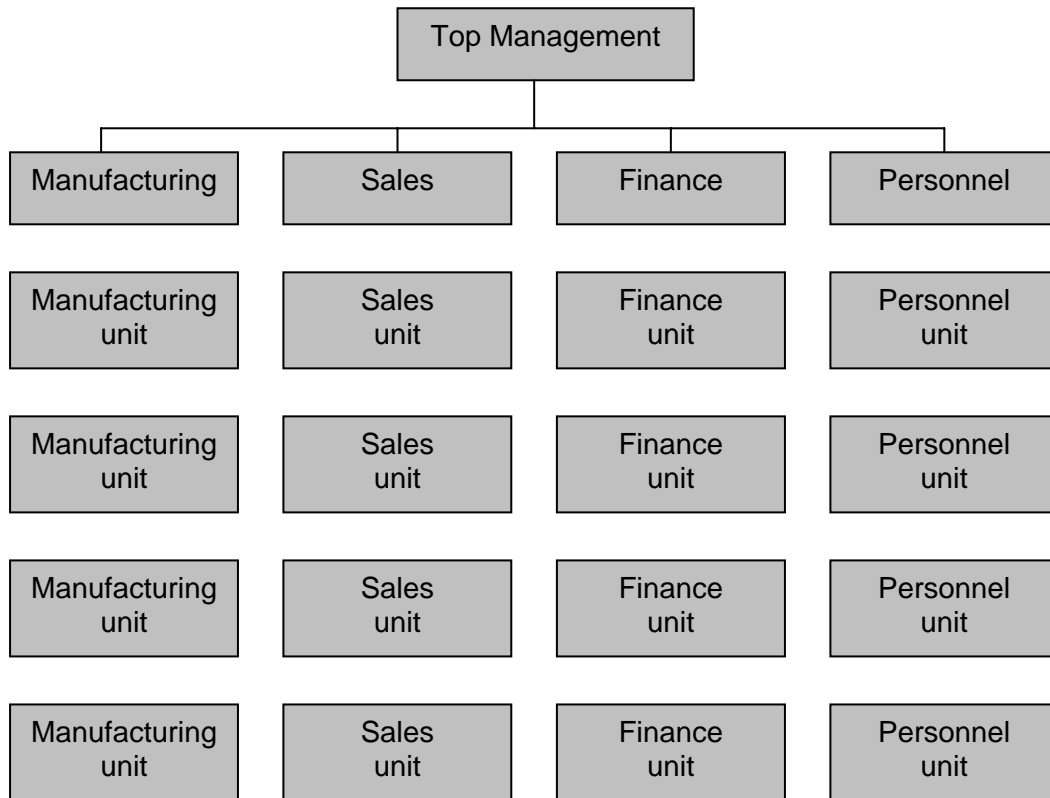 Top Management
Manufacturing
Sales
Finance
Personnel
Manufacturing
unit
Sales
unit
Finance
unit
Personnel
unit
Manufacturing
unit
Sales
unit
Finance
unit
Personnel
unit
Manufacturing
unit
Sales
unit
Finance
unit
Personnel
unit
Manufacturing
unit
Sales
unit
Finance
unit
Personnel
unit